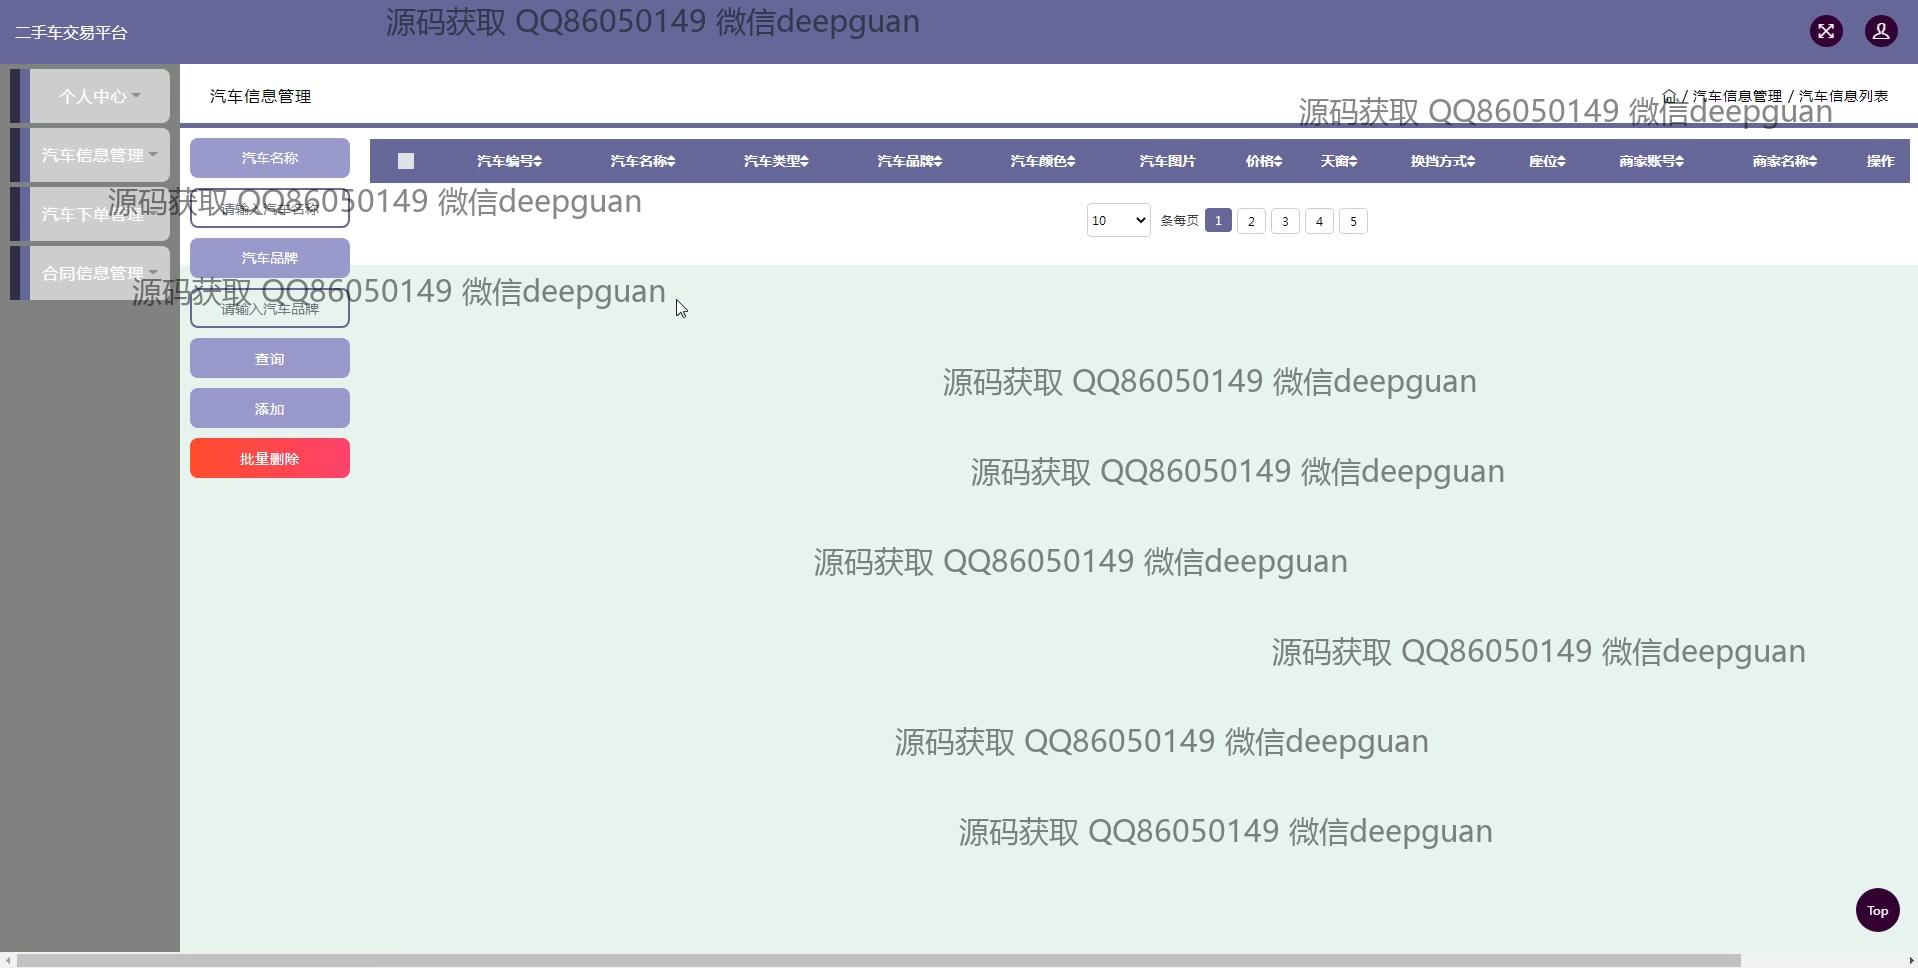 二手车交易平台
源码获取 QQ86050149 微信deepguan
个人中心
汽车信息管理
汽车下单管理
合同信息管理
汽车信息管理
/ 汽车信息管理 / 汽车信息列表
源码获取 QQ86050149 微信deepguan
汽车名称
请输入汽车名称
汽车品牌
请输入汽车品牌
查询
添加
批量删除
汽车编号 汽车名称 汽车类型 汽车品牌 汽车颜色 汽车图片 价格 天窗 换挡方式 座位 商家账号 商家名称 操作
源码获取 QQ86050149 微信deepguan
10 条每页 1 2 3 4 5
源码获取 QQ86050149 微信deepguan
源码获取 QQ86050149 微信deepguan
源码获取 QQ86050149 微信deepguan
源码获取 QQ86050149 微信deepguan
源码获取 QQ86050149 微信deepguan
源码获取 QQ86050149 微信deepguan
源码获取 QQ86050149 微信deepguan
Top